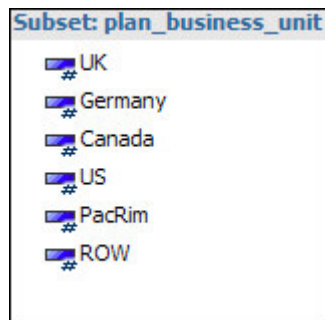 Subset: plan_business_unit
UK
Germany
Canada
US
PacRim
ROW